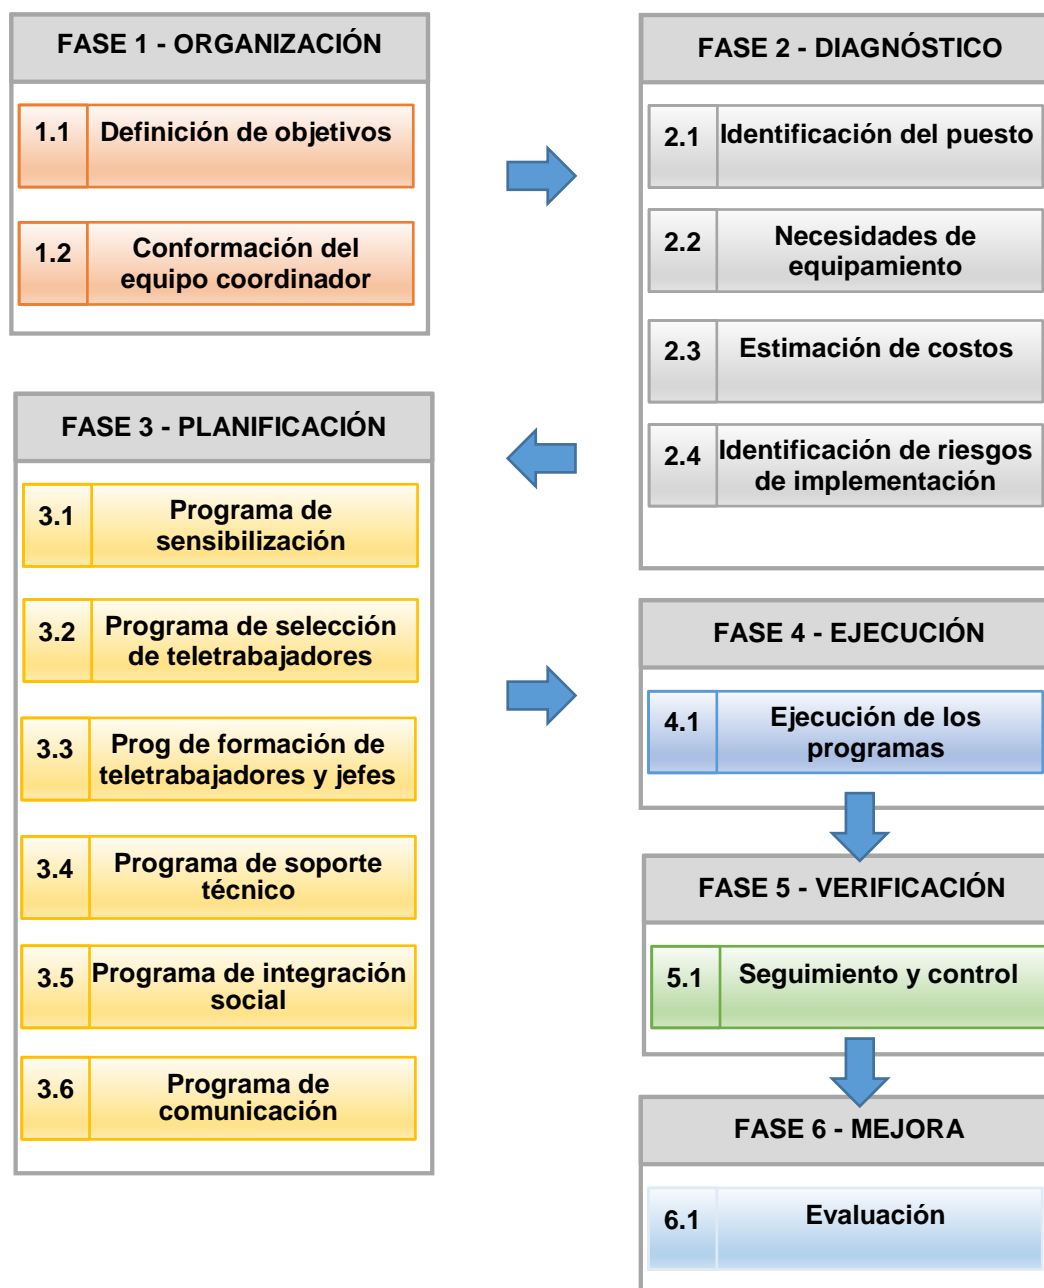 FASE 1 - ORGANIZACIÓN
1.1 Definición de objetivos
1.2 Conformación del
equipo coordinador
FASE 2 - DIAGNÓSTICO
2.1 Identificación del puesto
2.2 Necesidades de
equipamiento
2.3 Estimación de costos
2.4 Identificación de riesgos
de implementación
FASE 3 - PLANIFICACIÓN
3.1 Programa de
sensibilización
3.2 Programa de selección
de teletrabajadores
3.3 Prog de formación de
teletrabajadores y jefes
3.4 Programa de soporte
técnico
3.5 Programa de integración
social
3.6 Programa de
comunicación
FASE 4 - EJECUCIÓN
4.1 Ejecución de los
programas
FASE 5 - VERIFICACIÓN
5.1 Seguimiento y control
FASE 6 - MEJORA
6.1 Evaluación